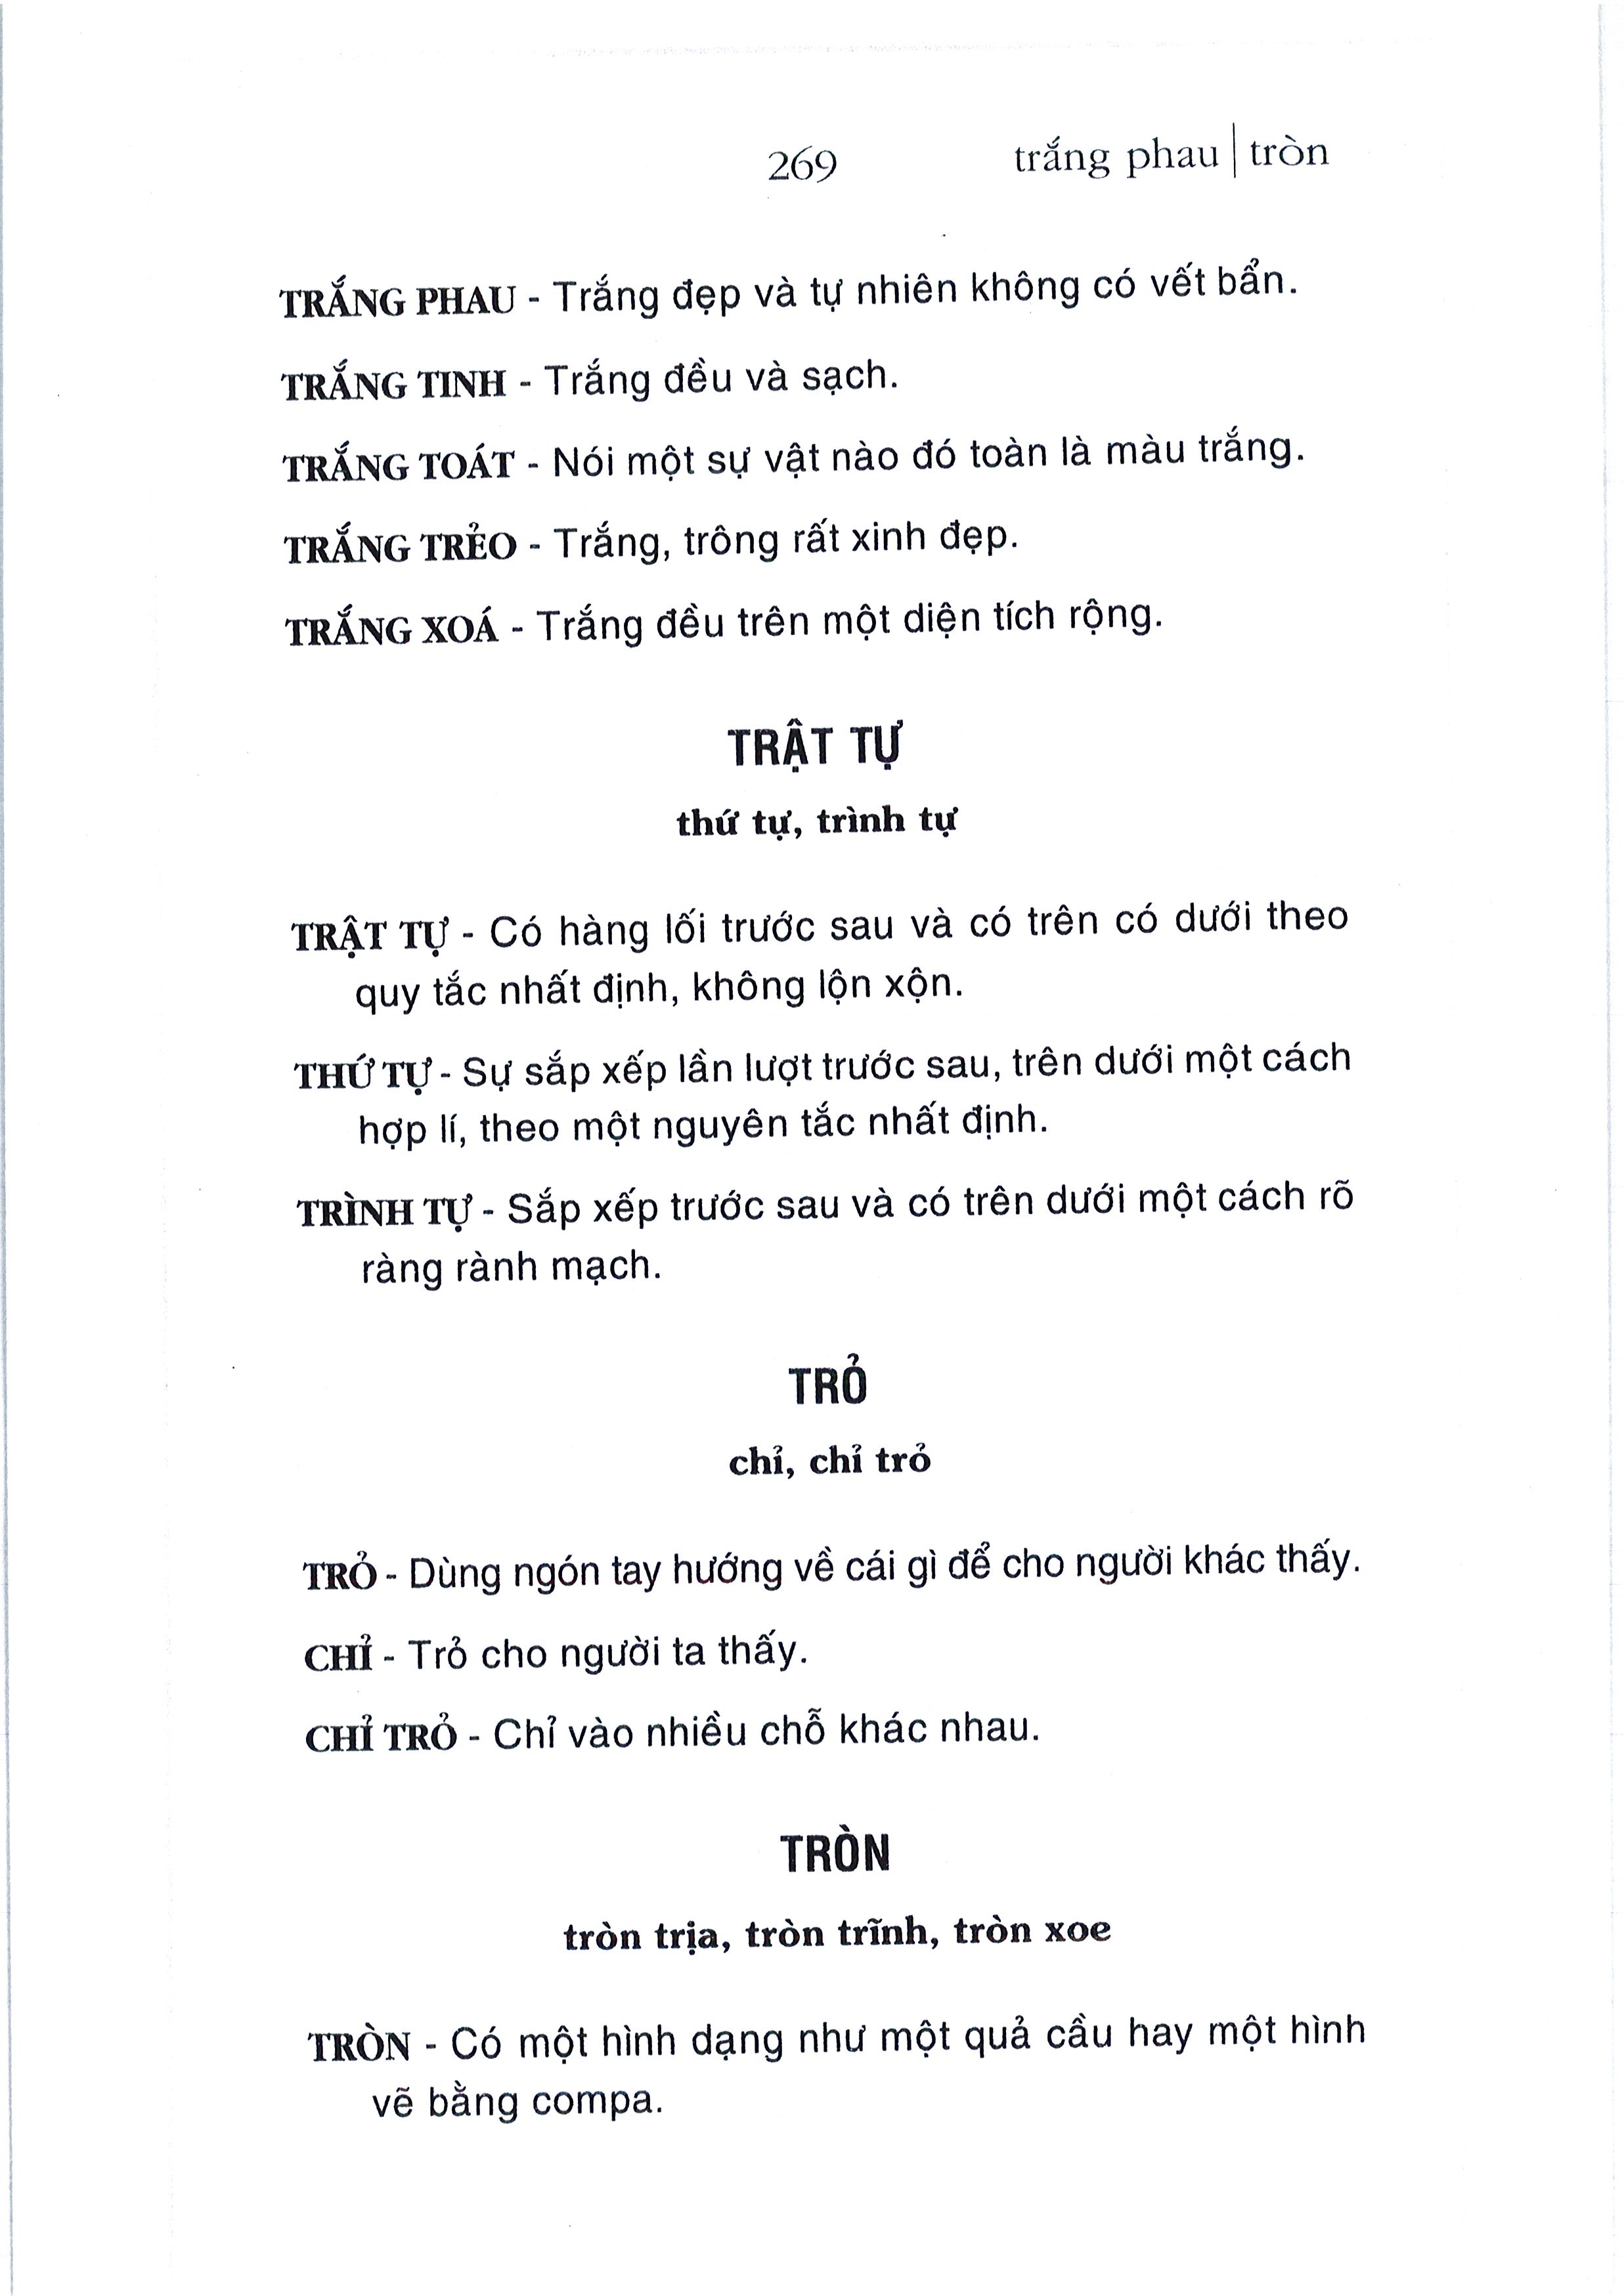 269 trắng phau | tròn
TRẮNG PHAU - Trắng đẹp và tự nhiên không có vết bẩn.
TRẮNG TINH - Trắng đều và sạch.
TRẮNG TOÁT - Nói một sự vật nào đó toàn là màu trắng.
TRẮNG TRẺO - Trắng, trông rất xinh đẹp.
TRẮNG XOÁ - Trắng đều trên một diện tích rộng.
TRẬT TỰ
thứ tự, trình tự
TRẬT TỰ - Có hàng lối trước sau và có trên có dưới theo
quy tắc nhất định, không lộn xộn.
THỨ TỰ - Sự sắp xếp lần lượt trước sau, trên dưới một cách
hợp lí, theo một nguyên tắc nhất định.
TRÌNH TỰ - Sắp xếp trước sau và có trên dưới một cách rõ
ràng rành mạch.
TRỎ
chỉ, chỉ trỏ
TRỎ - Dùng ngón tay hướng về cái gì để cho người khác thấy.
CHỈ - Trỏ cho người ta thấy.
CHỈ TRỎ - Chỉ vào nhiều chỗ khác nhau.
TRÒN
tròn trịa, tròn trĩnh, tròn xoe
TRÒN - Có một hình dạng như một quả cầu hay một hình
vẽ bằng compa.